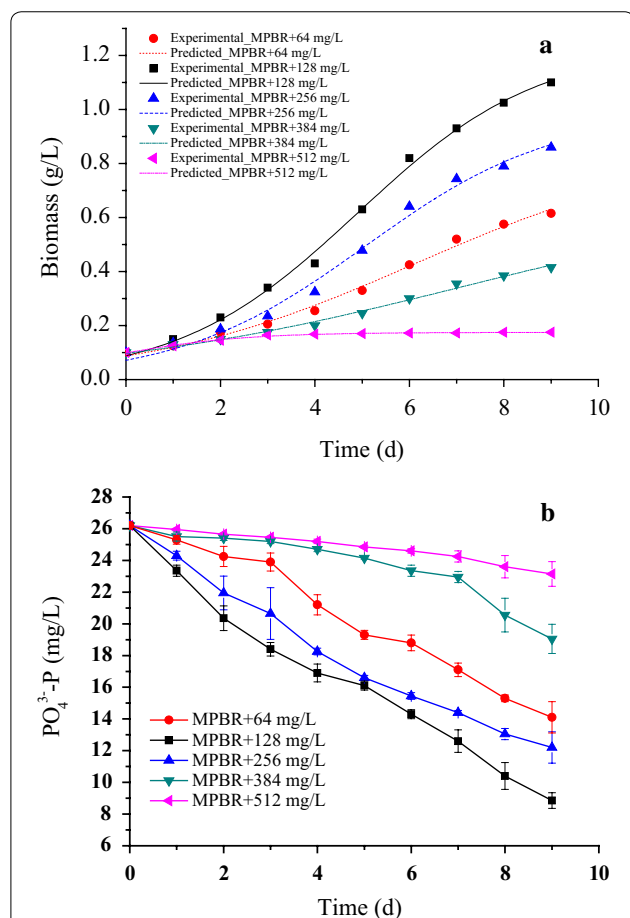 a
Experimental_MPBR+64 mg/L
Predicted_MPBR+64 mg/L
Experimental_MPBR+128 mg/L
Predicted_MPBR+128 mg/L
Experimental_MPBR+256 mg/L
Predicted_MPBR+256 mg/L
Experimental_MPBR+384 mg/L
Predicted_MPBR+384 mg/L
Experimental_MPBR+512 mg/L
Predicted_MPBR+512 mg/L
1.2
1.0
0.8
0.6
0.4
0.2
0.0
Biomass (g/L)
0 2 4 6 8 10
Time (d)
b
28
26
24
22
20
18
16
14
12
10
8
6
4
2
0
PO₄³⁻-P (mg/L)
MPBR+64 mg/L
MPBR+128 mg/L
MPBR+256 mg/L
MPBR+384 mg/L
MPBR+512 mg/L
0 2 4 6 8 10
Time (d)